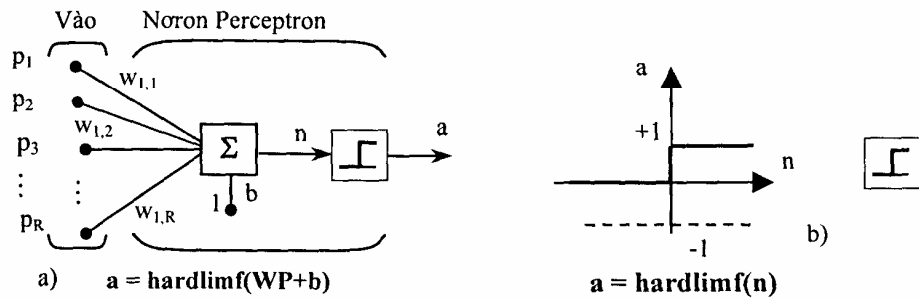 Vào Nơron Perceptron
p1
w1,1
p2
w1,2
p3
Σ n a
1 b
pR
w1,R
a) a = hardlimf(WP+b)
a
+1
n
-1
b)
a = hardlimf(n)